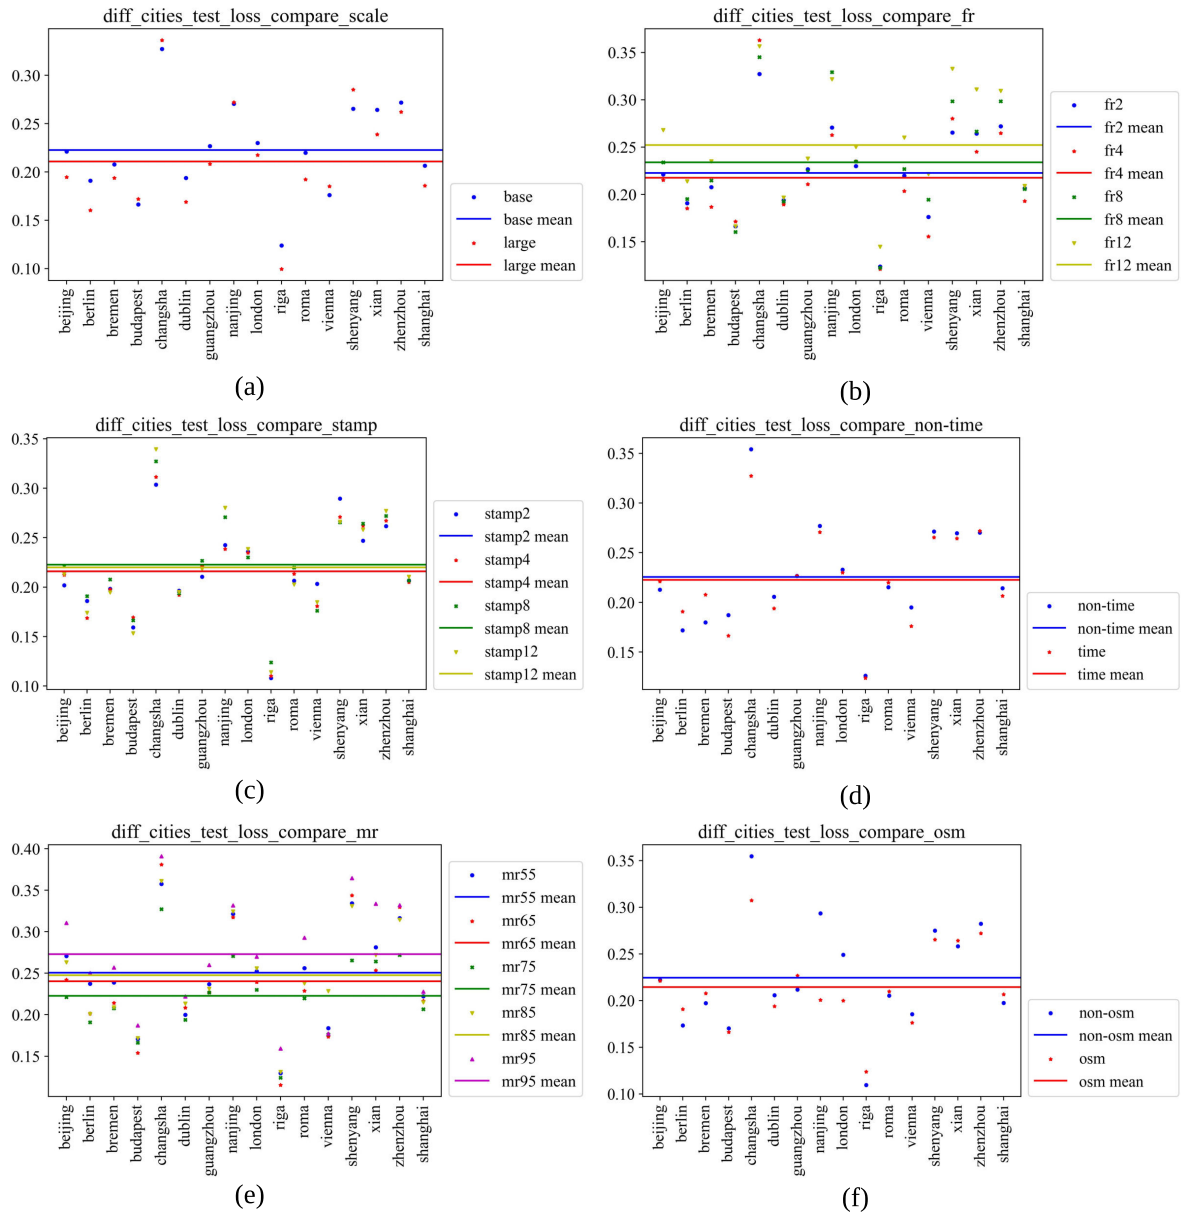 diff_cities_test_loss_compare_scale
0.30
0.25
0.20
0.15
0.10
beijing
berlin
bremen
budapest
changsha
dublin
guangzhou
nanjing
london
riga
roma
vienna
shenyang
xian
zhenzhou
shanghai
base
base mean
large
large mean
(a)
diff_cities_test_loss_compare_fr
0.35
0.30
0.25
0.20
0.15
beijing
berlin
bremen
budapest
changsha
dublin
guangzhou
nanjing
london
riga
roma
vienna
shenyang
xian
zhenzhou
shanghai
fr2
fr2 mean
fr4
fr4 mean
fr8
fr8 mean
fr12
fr12 mean
(b)
diff_cities_test_loss_compare_stamp
0.35
0.30
0.25
0.20
0.15
0.10
beijing
berlin
bremen
budapest
changsha
dublin
guangzhou
nanjing
london
riga
roma
vienna
shenyang
xian
zhenzhou
shanghai
stamp2
stamp2 mean
stamp4
stamp4 mean
stamp8
stamp8 mean
stamp12
stamp12 mean
(c)
diff_cities_test_loss_compare_non-time
0.35
0.30
0.25
0.20
0.15
beijing
berlin
bremen
budapest
changsha
dublin
guangzhou
nanjing
london
riga
roma
vienna
shenyang
xian
zhenzhou
shanghai
non-time
non-time mean
time
time mean
(d)
diff_cities_test_loss_compare_mr
0.40
0.35
0.30
0.25
0.20
0.15
beijing
berlin
bremen
budapest
changsha
dublin
guangzhou
nanjing
london
riga
roma
vienna
shenyang
xian
zhenzhou
shanghai
mr55
mr55 mean
mr65
mr65 mean
mr75
mr75 mean
mr85
mr85 mean
mr95
mr95 mean
(e)
diff_cities_test_loss_compare_osm
0.35
0.30
0.25
0.20
0.15
0.10
beijing
berlin
bremen
budapest
changsha
dublin
guangzhou
nanjing
london
riga
roma
vienna
shenyang
xian
zhenzhou
shanghai
non-osm
non-osm mean
osm
osm mean
(f)